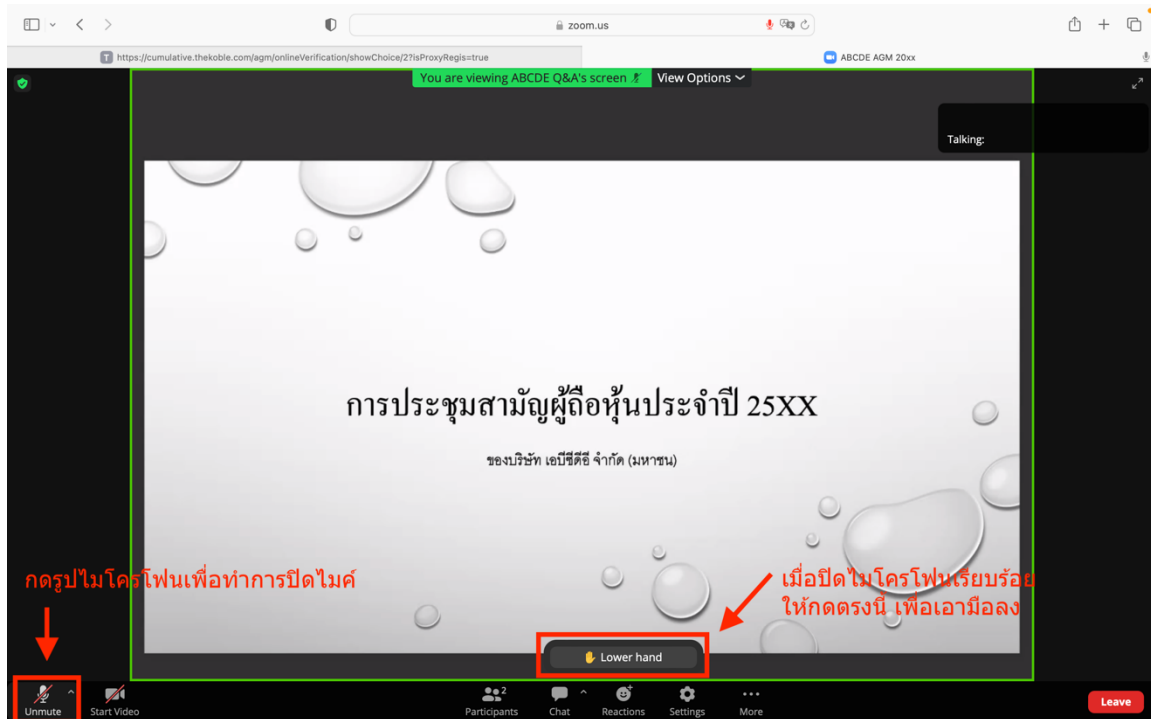 zoom.us
T https://cumulative.thekoble.com/agm/onlineVerification/showChoice/2?isProxyRegis=true
ABCDE AGM 20xx
You are viewing ABCDE Q&A's screen
View Options
Talking:
การประชุมสามัญผู้ถือหุ้นประจำปี 25XX
ของบริษัท เอบีซีดีอี จำกัด (มหาชน)
กดรูปไมโครโฟนเพื่อทำการปิดไมค์
เมื่อปิดไมโครโฟนเรียบร้อย
ให้กดตรงนี้ เพื่อเอามือลง
Lower hand
Unmute
Start Video
2
Participants
Chat
Reactions
Settings
More
Leave